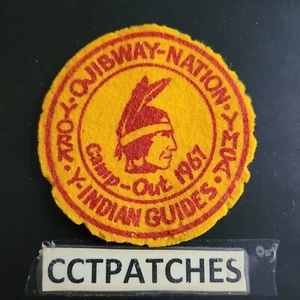 OJIBWAY-NATION
YORK YMCA
Y-INDIAN GUIDES
Camp-Out 1967
CCTPATCHES